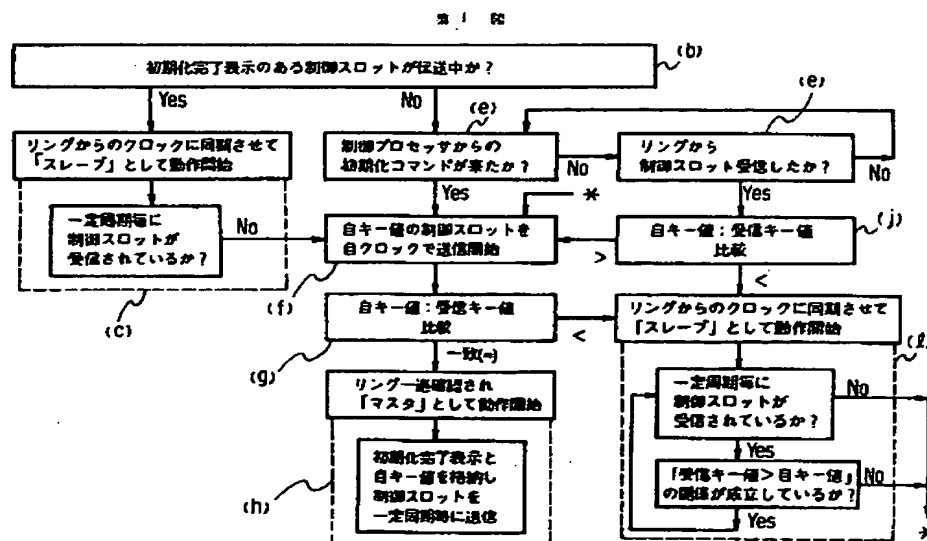 第 1 図
(b)
初期化完了表示のある制御スロットが伝送中か?
Yes
No
(e)
(e)
リングからのクロックに同期させて
「スレーブ」として動作開始
制御プロセッサからの
初期化コマンドが来たか?
No
リングから
制御スロット受信したか?
No
Yes
*
Yes
一定周期毎に
制御スロットが
受信されているか?
No
自キー値の制御スロットを
自クロックで送信開始
>
自キー値:受信キー値
比較
(j)
(c)
(f)
<
自キー値:受信キー値
比較
<
リングからのクロックに同期させて
「スレーブ」として動作開始
(g)
一致(=)
(ℓ)
リング一巡確認され
「マスタ」として動作開始
一定周期毎に
制御スロットが
受信されているか?
No
Yes
(h)
初期化完了表示と
自キー値を格納し
制御スロットを
一定周期毎に送信
「受信キー値>自キー値」
の関係が成立しているか?
No
Yes
*